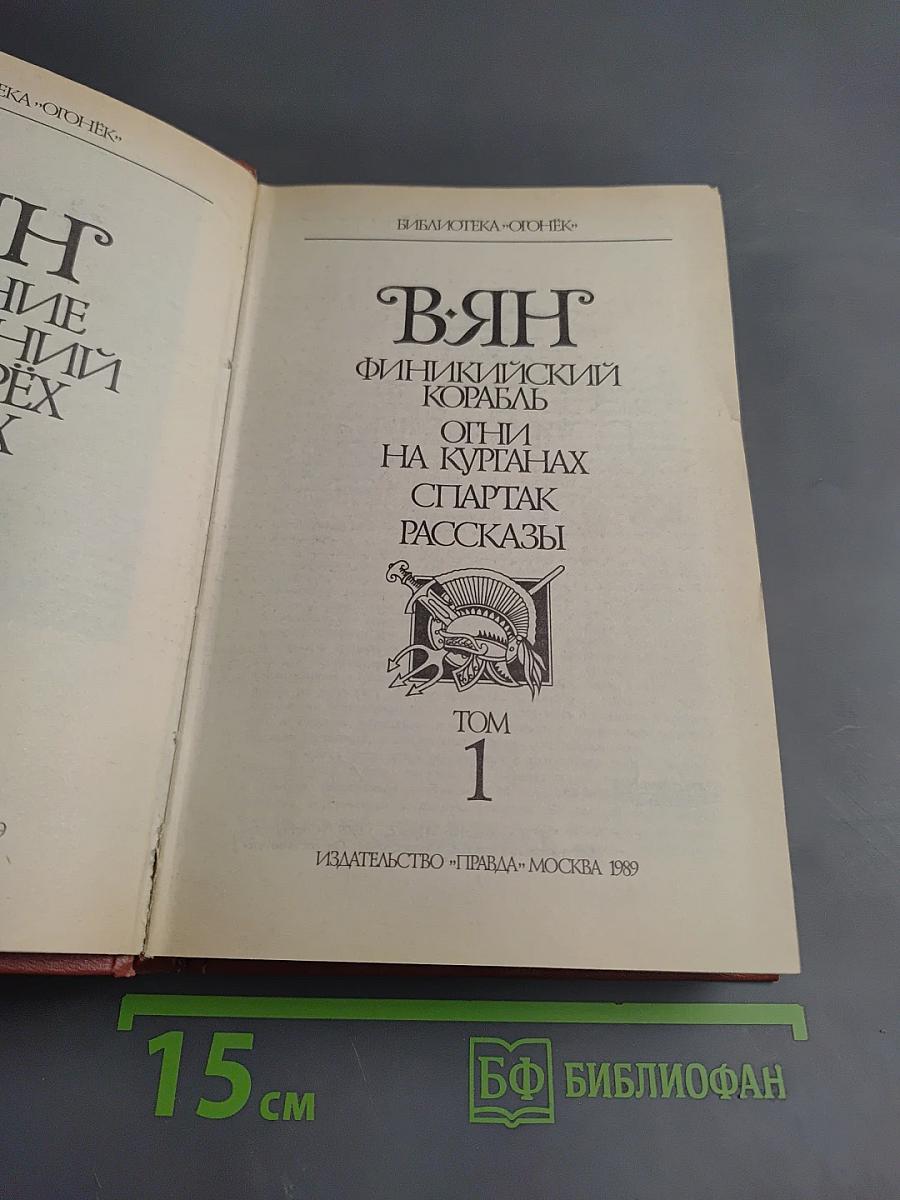 БИБЛИОТЕКА „ОГОНЁК"
В·ЯН
ФИНИКИЙСКИЙ
КОРАБЛЬ
ОГНИ
НА КУРГАНАХ
СПАРТАК
РАССКАЗЫ
ТОМ
1
ИЗДАТЕЛЬСТВО „ПРАВДА" МОСКВА 1989
15 СМ
БФ БИБЛИОФАН